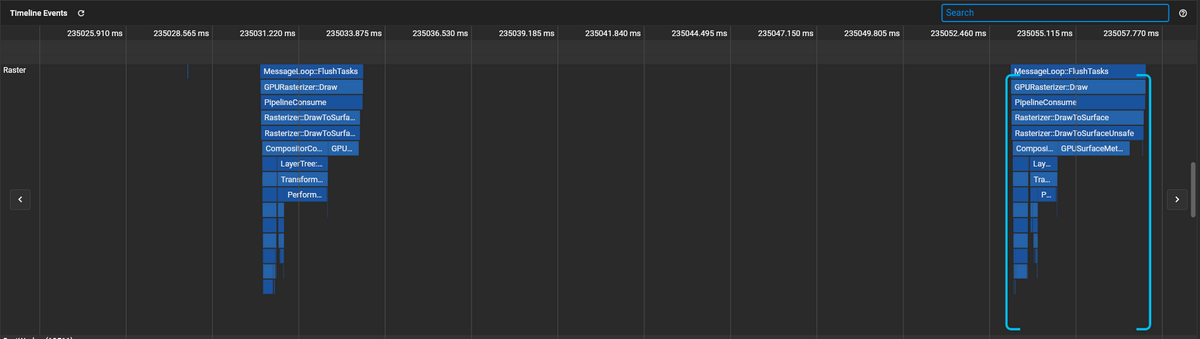 Timeline Events
Search
235025.910 ms 235028.565 ms 235031.220 ms 235033.875 ms 235036.530 ms 235039.185 ms 235041.840 ms 235044.495 ms 235047.150 ms 235049.805 ms 235052.460 ms 235055.115 ms 235057.770 ms
Raster
MessageLoop::FlushTasks
GPURasterizer::Draw
PipelineConsume
Rasterizer::DrawToSurfa...
Rasterizer::DrawToSurfa...
CompositorCo... GPU...
LayerTree:...
Transform...
Perform...
MessageLoop::FlushTasks
GPURasterizer::Draw
PipelineConsume
Rasterizer::DrawToSurface
Rasterizer::DrawToSurfaceUnsafe
Composi... GPUSurfaceMet...
Lay...
Tra...
P...